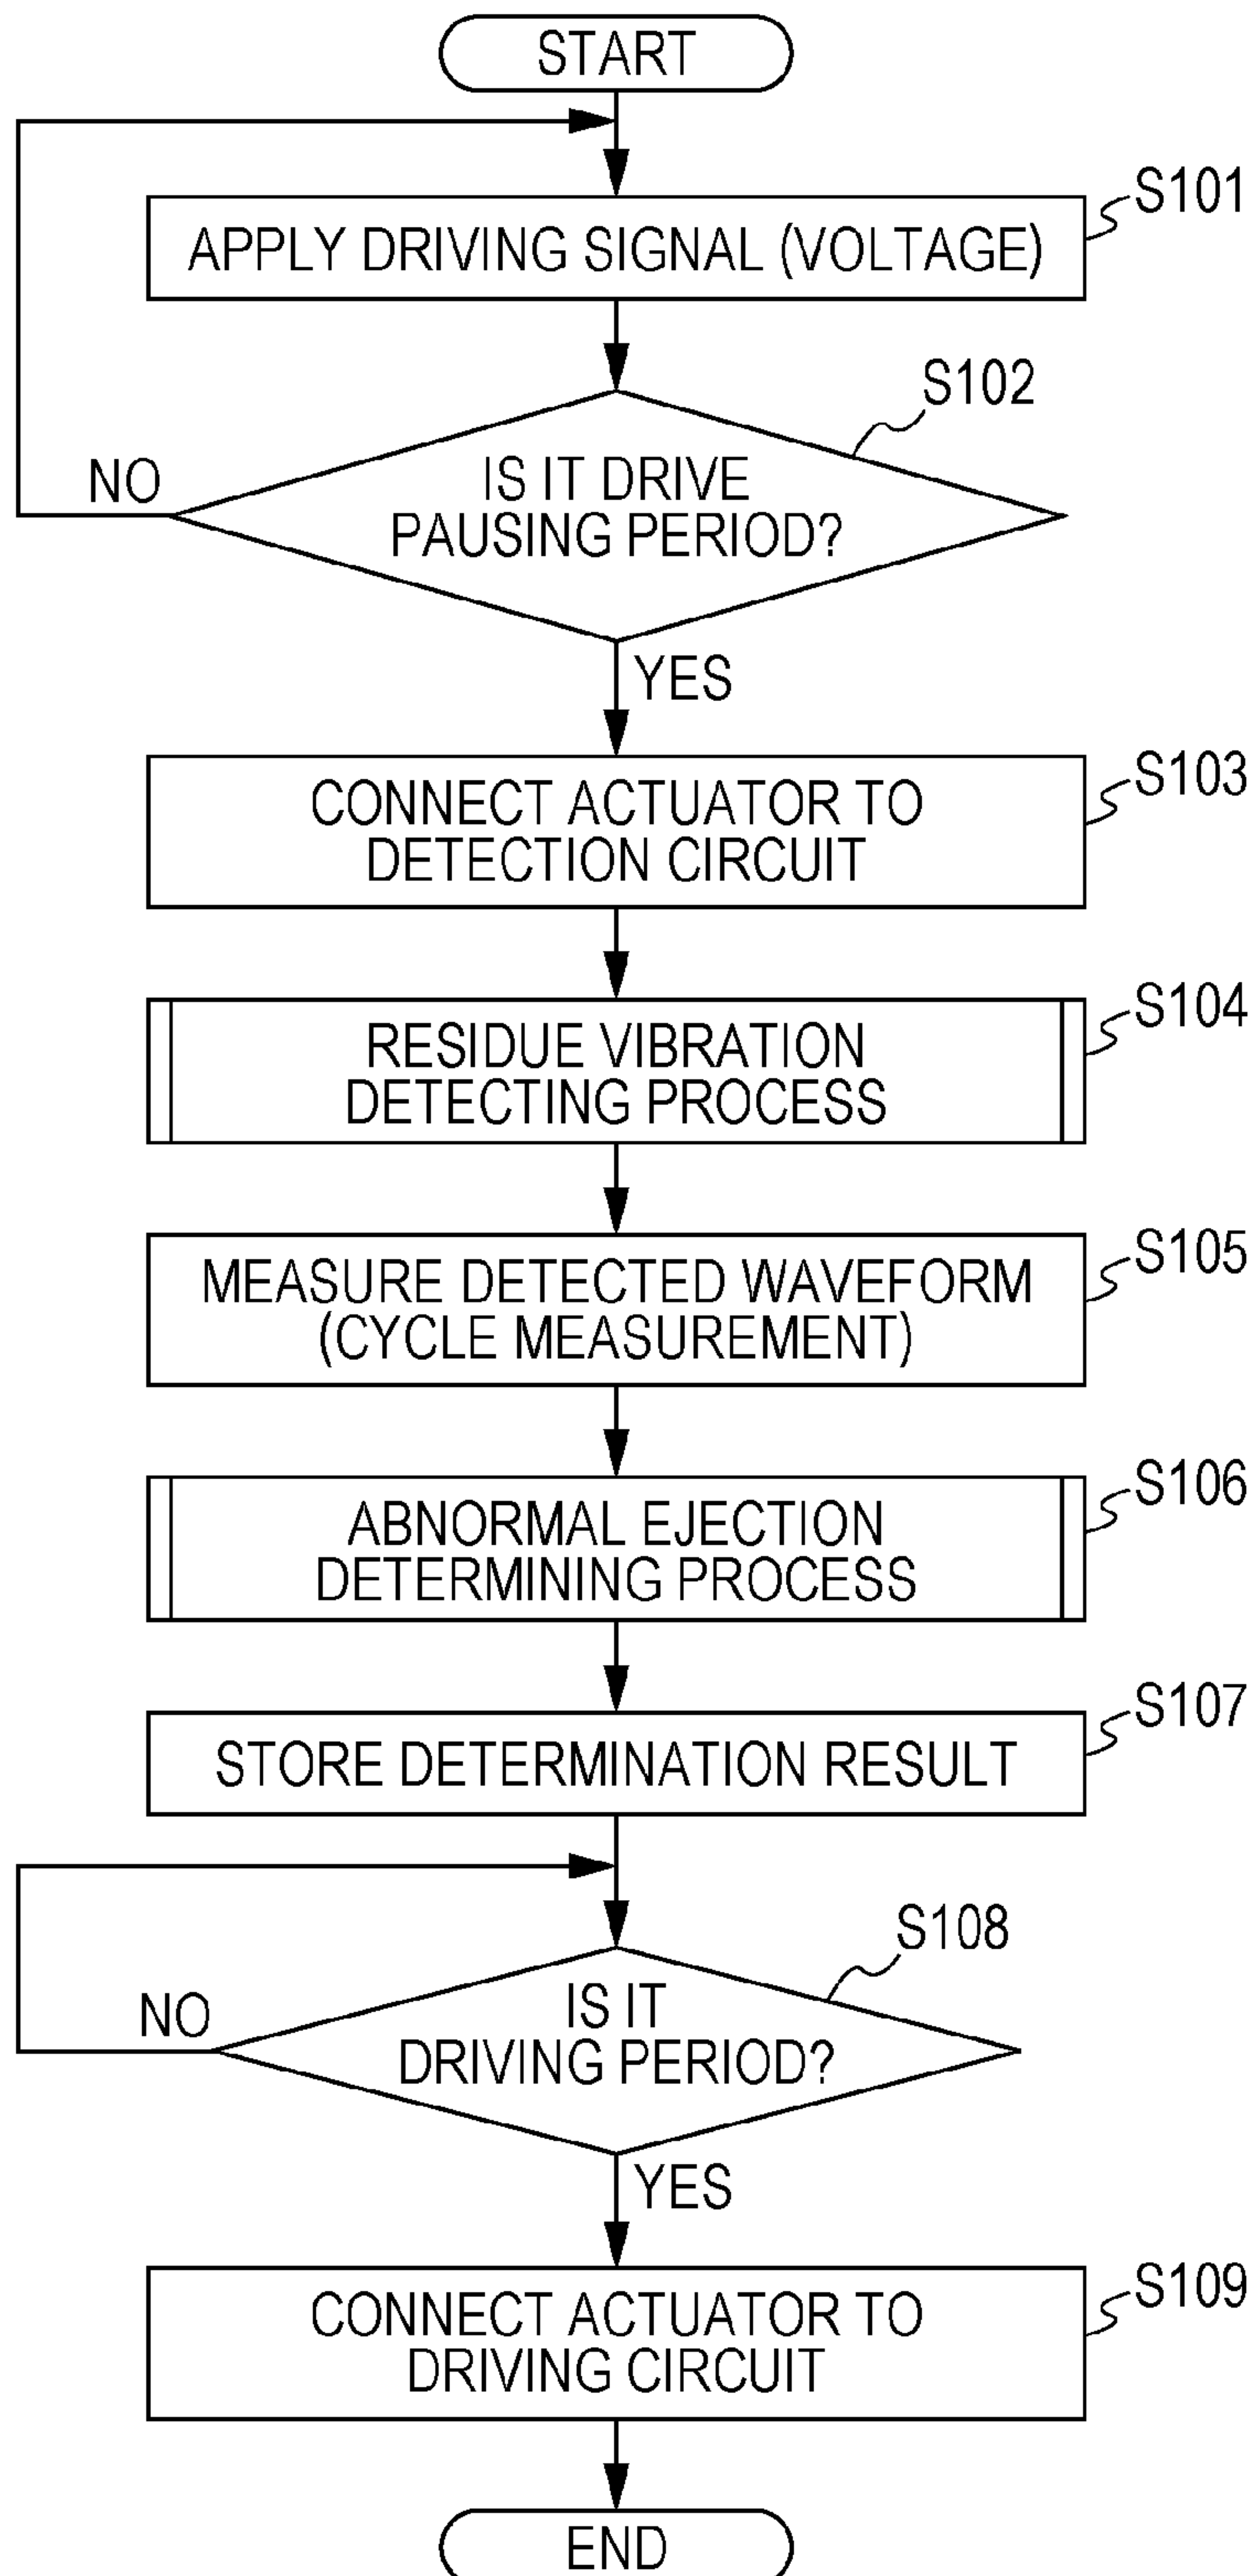 START
S101
APPLY DRIVING SIGNAL (VOLTAGE)
S102
IS IT DRIVE
PAUSING PERIOD?
NO
YES
S103
CONNECT ACTUATOR TO
DETECTION CIRCUIT
S104
RESIDUE VIBRATION
DETECTING PROCESS
S105
MEASURE DETECTED WAVEFORM
(CYCLE MEASUREMENT)
S106
ABNORMAL EJECTION
DETERMINING PROCESS
S107
STORE DETERMINATION RESULT
S108
IS IT
DRIVING PERIOD?
NO
YES
S109
CONNECT ACTUATOR TO
DRIVING CIRCUIT
END